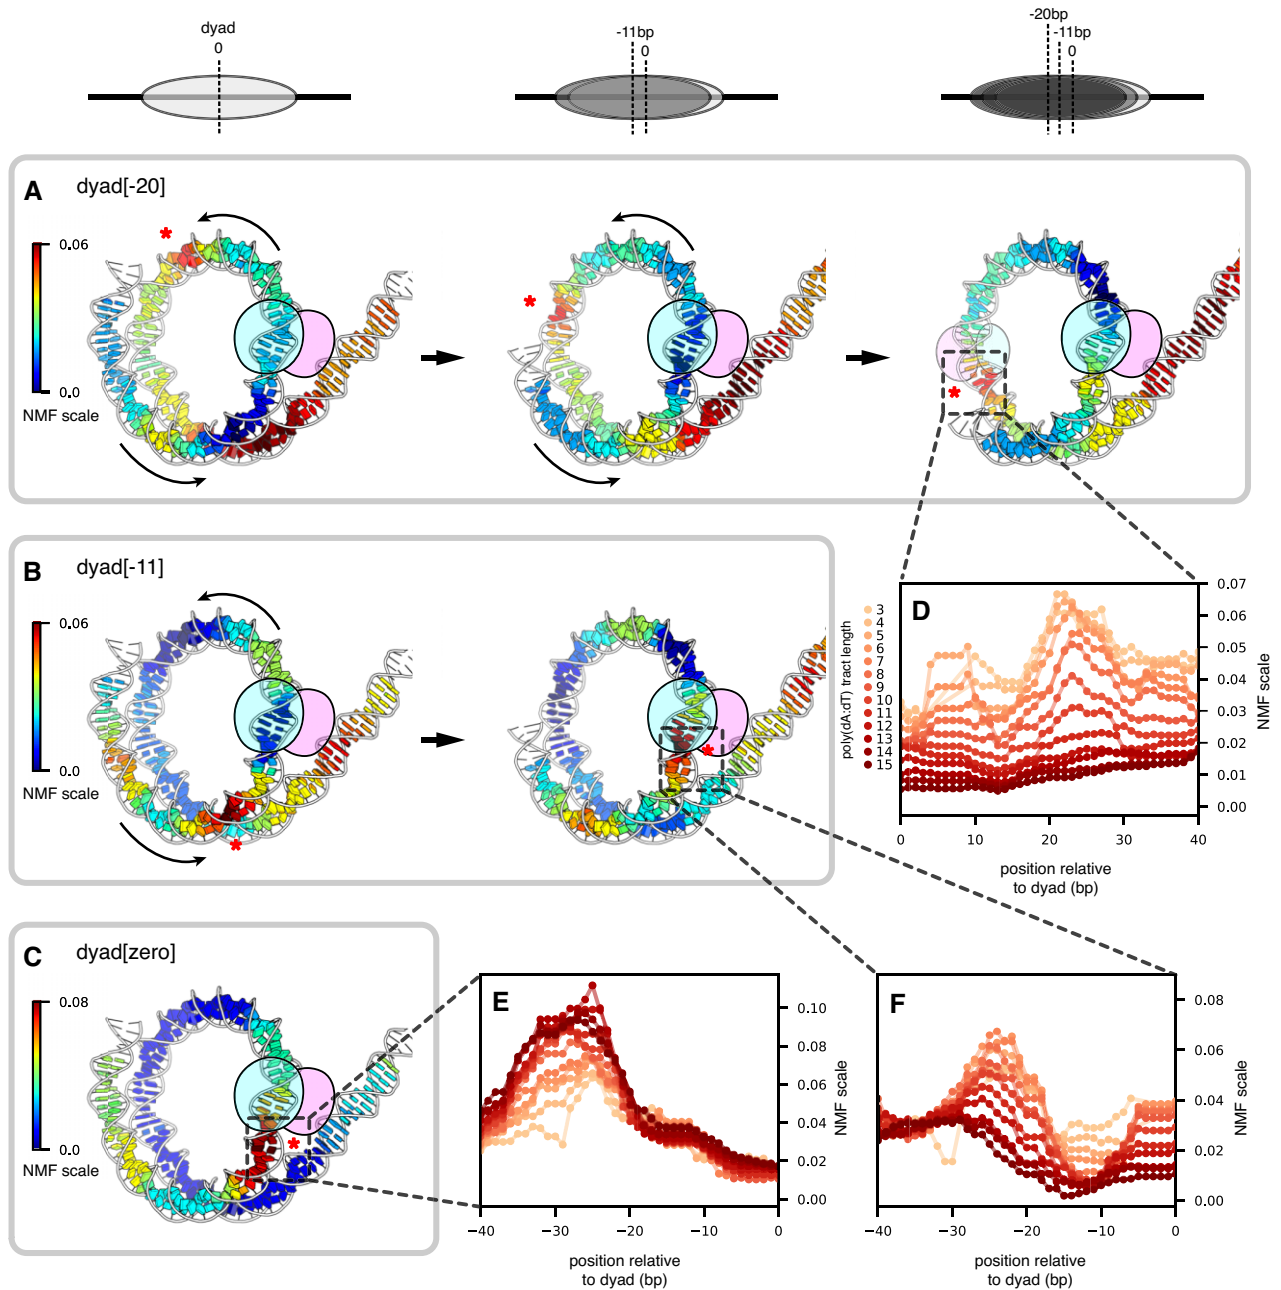 dyad
0
-11bp
0
-20bp
-11bp
0
A dyad[-20]
0.06
0.0
NMF scale
*
*
*
B dyad[-11]
0.06
0.0
NMF scale
*
*
D
poly(dA:dT) tract length
3
4
5
6
7
8
9
10
11
12
13
14
15
0.07
0.06
0.05
0.04
0.03
0.02
0.01
0.00
NMF scale
0 10 20 30 40
position relative
to dyad (bp)
C dyad[zero]
0.08
0.0
NMF scale
*
E
0.10
0.08
0.06
0.04
0.02
0.00
NMF scale
−40 −30 −20 −10 0
position relative
to dyad (bp)
F
0.08
0.06
0.04
0.02
0.00
NMF scale
−40 −30 −20 −10 0
position relative
to dyad (bp)